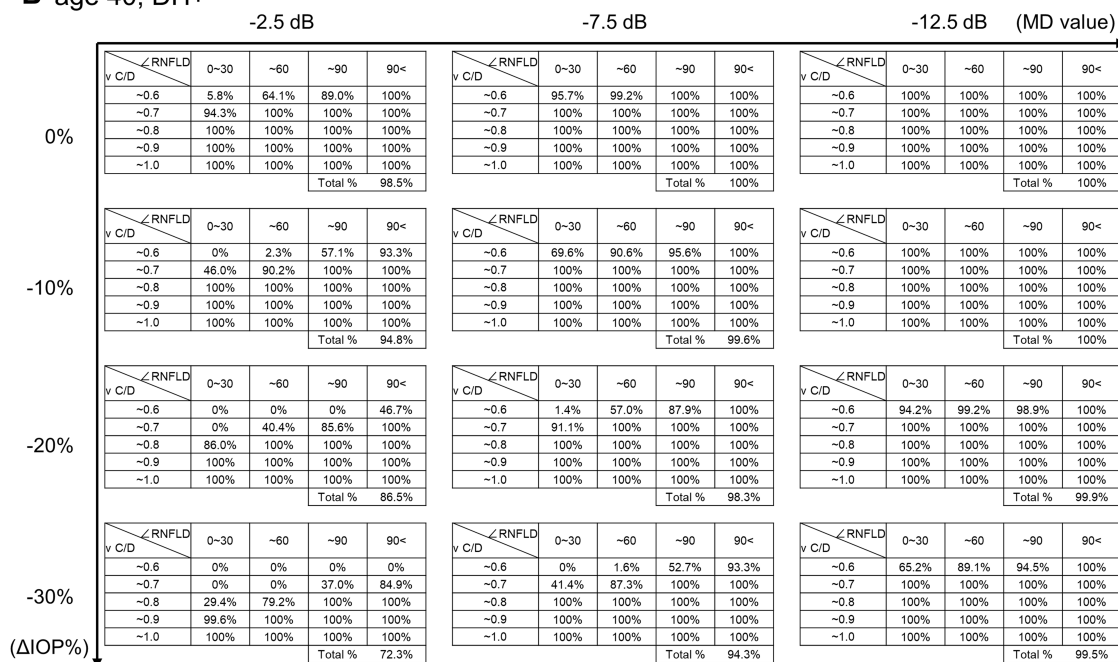 B age 40, DH+
-2.5 dB -7.5 dB -12.5 dB (MD value)
0%
∠RNFLD 0~30 ~60 ~90 90<
v C/D
~0.6 5.8% 64.1% 89.0% 100%
~0.7 94.3% 100% 100% 100%
~0.8 100% 100% 100% 100%
~0.9 100% 100% 100% 100%
~1.0 100% 100% 100% 100%
Total % 98.5%
∠RNFLD 0~30 ~60 ~90 90<
v C/D
~0.6 95.7% 99.2% 100% 100%
~0.7 100% 100% 100% 100%
~0.8 100% 100% 100% 100%
~0.9 100% 100% 100% 100%
~1.0 100% 100% 100% 100%
Total % 100%
∠RNFLD 0~30 ~60 ~90 90<
v C/D
~0.6 100% 100% 100% 100%
~0.7 100% 100% 100% 100%
~0.8 100% 100% 100% 100%
~0.9 100% 100% 100% 100%
~1.0 100% 100% 100% 100%
Total % 100%
-10%
∠RNFLD 0~30 ~60 ~90 90<
v C/D
~0.6 0% 2.3% 57.1% 93.3%
~0.7 46.0% 90.2% 100% 100%
~0.8 100% 100% 100% 100%
~0.9 100% 100% 100% 100%
~1.0 100% 100% 100% 100%
Total % 94.8%
∠RNFLD 0~30 ~60 ~90 90<
v C/D
~0.6 69.6% 90.6% 95.6% 100%
~0.7 100% 100% 100% 100%
~0.8 100% 100% 100% 100%
~0.9 100% 100% 100% 100%
~1.0 100% 100% 100% 100%
Total % 99.6%
∠RNFLD 0~30 ~60 ~90 90<
v C/D
~0.6 100% 100% 100% 100%
~0.7 100% 100% 100% 100%
~0.8 100% 100% 100% 100%
~0.9 100% 100% 100% 100%
~1.0 100% 100% 100% 100%
Total % 100%
-20%
∠RNFLD 0~30 ~60 ~90 90<
v C/D
~0.6 0% 0% 0% 46.7%
~0.7 0% 40.4% 85.6% 100%
~0.8 86.0% 100% 100% 100%
~0.9 100% 100% 100% 100%
~1.0 100% 100% 100% 100%
Total % 86.5%
∠RNFLD 0~30 ~60 ~90 90<
v C/D
~0.6 1.4% 57.0% 87.9% 100%
~0.7 91.1% 100% 100% 100%
~0.8 100% 100% 100% 100%
~0.9 100% 100% 100% 100%
~1.0 100% 100% 100% 100%
Total % 98.3%
∠RNFLD 0~30 ~60 ~90 90<
v C/D
~0.6 94.2% 99.2% 98.9% 100%
~0.7 100% 100% 100% 100%
~0.8 100% 100% 100% 100%
~0.9 100% 100% 100% 100%
~1.0 100% 100% 100% 100%
Total % 99.9%
-30%
(ΔIOP%)
∠RNFLD 0~30 ~60 ~90 90<
v C/D
~0.6 0% 0% 0% 0%
~0.7 0% 0% 37.0% 84.9%
~0.8 29.4% 79.2% 100% 100%
~0.9 99.6% 100% 100% 100%
~1.0 100% 100% 100% 100%
Total % 72.3%
∠RNFLD 0~30 ~60 ~90 90<
v C/D
~0.6 0% 1.6% 52.7% 93.3%
~0.7 41.4% 87.3% 100% 100%
~0.8 100% 100% 100% 100%
~0.9 100% 100% 100% 100%
~1.0 100% 100% 100% 100%
Total % 94.3%
∠RNFLD 0~30 ~60 ~90 90<
v C/D
~0.6 65.2% 89.1% 94.5% 100%
~0.7 100% 100% 100% 100%
~0.8 100% 100% 100% 100%
~0.9 100% 100% 100% 100%
~1.0 100% 100% 100% 100%
Total % 99.5%